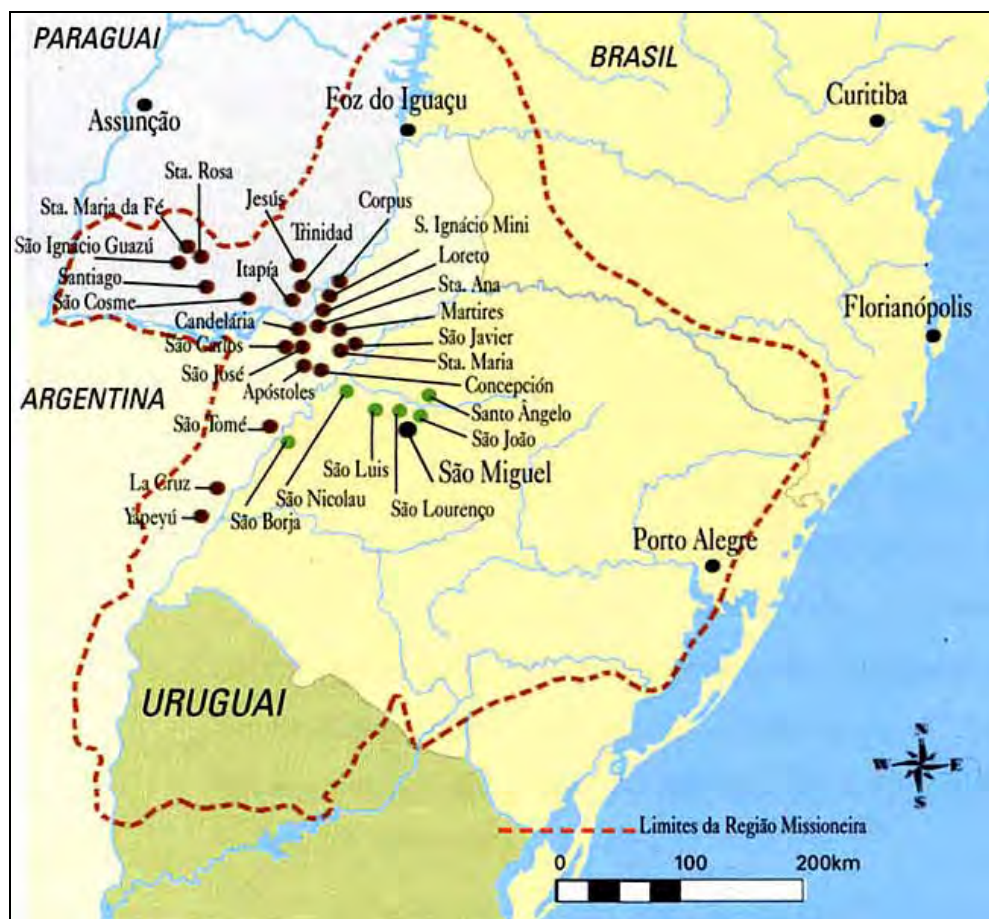 PARAGUAI
BRASIL
Assunção
Foz do Iguaçu
Curitiba
Sta. Rosa
Sta. Maria da Fé
Jesús
Corpus
Trinidad
S. Ignácio Mini
São Ignácio Guazú
Itapía
Loreto
Santiago
Sta. Ana
São Cosme
Martires
Florianópolis
Candelária
São Javier
São Carlos
Sta. Maria
São José
Concepción
Apóstoles
ARGENTINA
Santo Ângelo
São Tomé
São João
São Luis
São Miguel
La Cruz
São Nicolau
São Lourenço
Yapeyú
São Borja
Porto Alegre
URUGUAI
N
W
E
S
Limites da Região Missioneira
0
100
200km